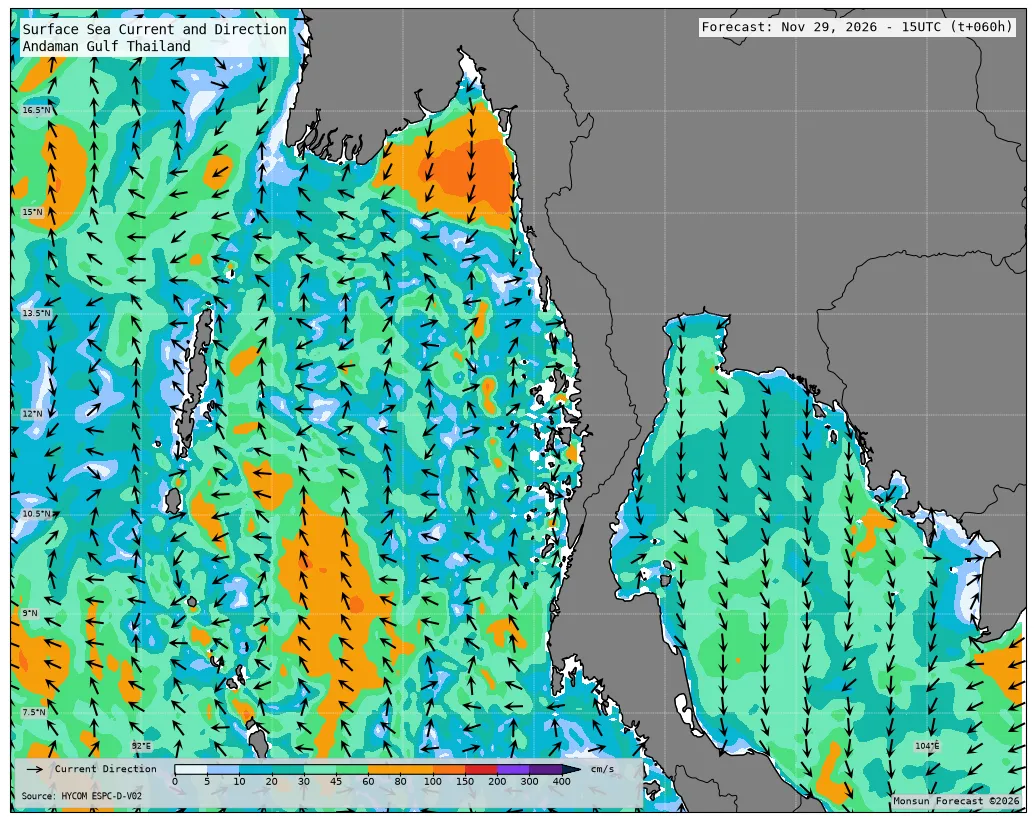 Surface Sea Current and Direction
Andaman Gulf Thailand
Forecast: Nov 29, 2026 - 15UTC (t+060h)
16.5°N
15°N
13.5°N
12°N
10.5°N
9°N
7.5°N
92°E
104°E
Current Direction
0 5 10 20 30 45 60 80 100 150 200 300 400 cm/s
Source: HYCOM ESPC-D-V02
Monsun Forecast ©2026